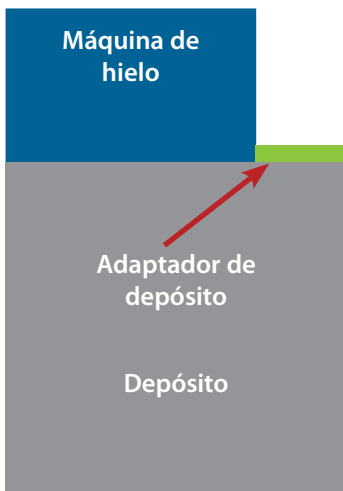 Máquina de
hielo
Adaptador de
depósito
Depósito